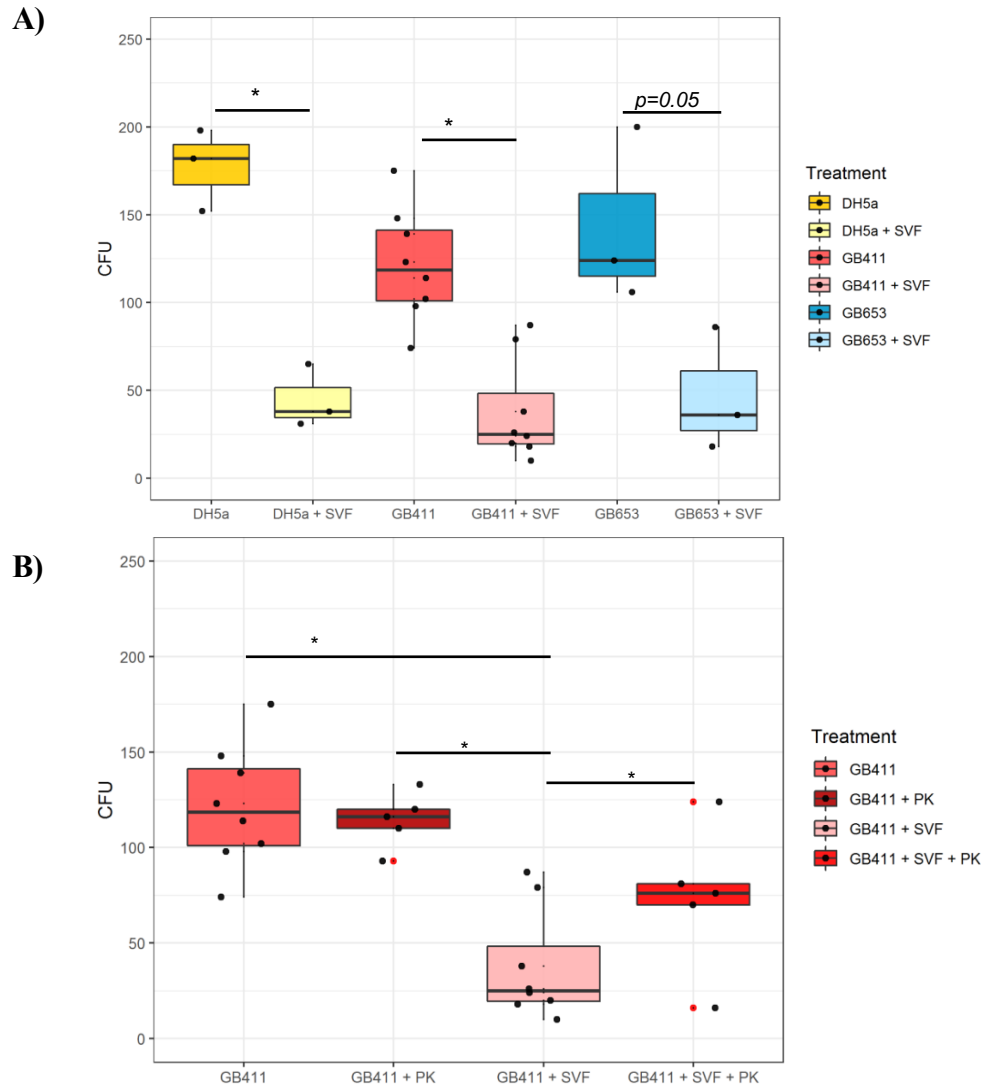 A)
250
200
150
100
50
0
CFU
*
*
p=0.05
DH5a
DH5a + SVF
GB411
GB411 + SVF
GB653
GB653 + SVF
Treatment
DH5a
DH5a + SVF
GB411
GB411 + SVF
GB653
GB653 + SVF
B)
250
200
150
100
50
0
CFU
*
*
*
GB411
GB411 + PK
GB411 + SVF
GB411 + SVF + PK
Treatment
GB411
GB411 + PK
GB411 + SVF
GB411 + SVF + PK